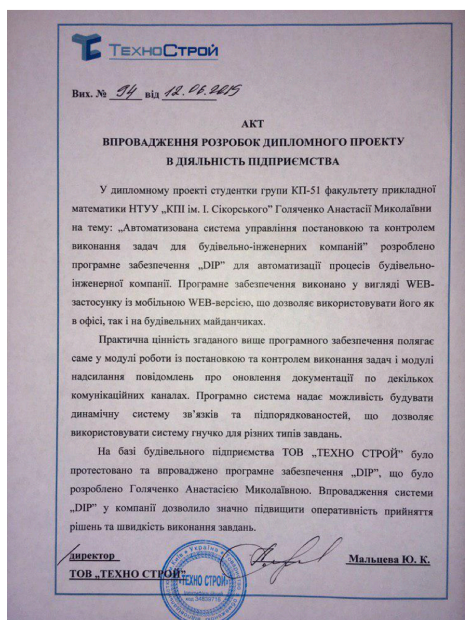 ТЕХНОСТРОЙ
Вих. № 94 від 12.06.2019
АКТ
ВПРОВАДЖЕННЯ РОЗРОБОК ДИПЛОМНОГО ПРОЕКТУ
В ДІЯЛЬНІСТЬ ПІДПРИЄМСТВА
У дипломному проекті студентки групи КП-51 факультету прикладної
математики НТУУ „КПІ ім. І. Сікорського” Голяченко Анастасії Миколаївни
на тему: „Автоматизована система управління постановкою та контролем
виконання задач для будівельно-інженерних компаній” розроблено
програмне забезпечення „DIP” для автоматизації процесів будівельно-
інженерної компанії. Програмне забезпечення виконано у вигляді WEB-
застосунку із мобільною WEB-версією, що дозволяє використовувати його як
в офісі, так і на будівельних майданчиках.
Практична цінність згаданого вище програмного забезпечення полягає
саме у модулі роботи із постановкою та контролем виконання задач і модулі
надсилання повідомлень про оновлення документації по декількох
комунікаційних каналах. Програмно система надає можливість будувати
динамічну систему зв'язків та підпорядкованостей, що дозволяє
використовувати систему гнучко для різних типів завдань.
На базі будівельного підприємства ТОВ „ТЕХНО СТРОЙ” було
протестовано та впроваджено програмне забезпечення „DIP”, що було
розроблено Голяченко Анастасією Миколаївною. Впровадження системи
„DIP” у компанії дозволило значно підвищити оперативність прийняття
рішень та швидкість виконання завдань.
директор Мальцева Ю. К.
ТОВ „ТЕХНО СТРОЙ”
ТЕХНО СТРОЙ